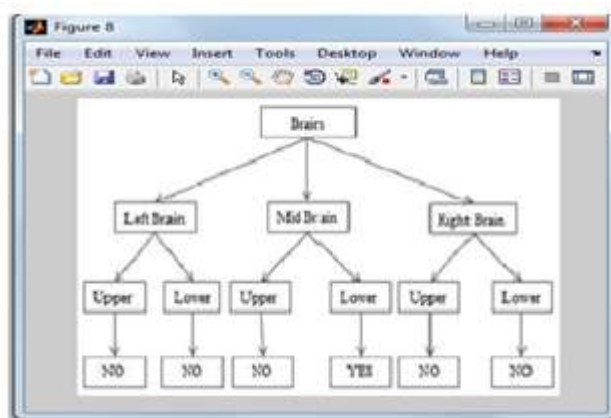 Figure 8
File Edit View Insert Tools Desktop Window Help
Brain
Left Brain Mid Brain Right Brain
Upper Lower Upper Lower Upper Lower
NO NO NO YES NO NO